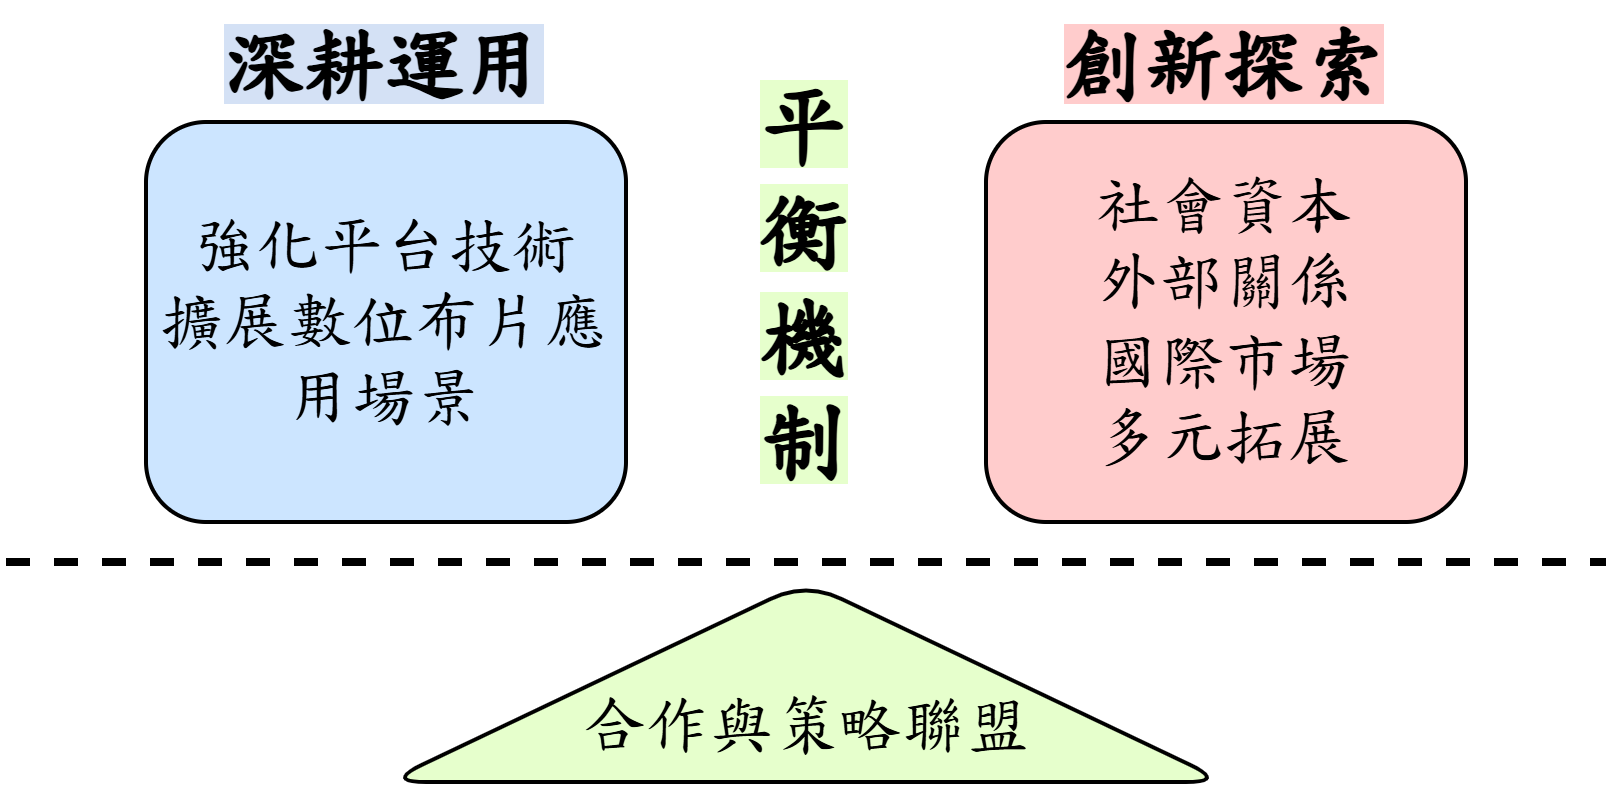 深耕運用
強化平台技術
擴展數位布片應
用場景
平
衡
機
制
創新探索
社會資本
外部關係
國際市場
多元拓展
合作與策略聯盟